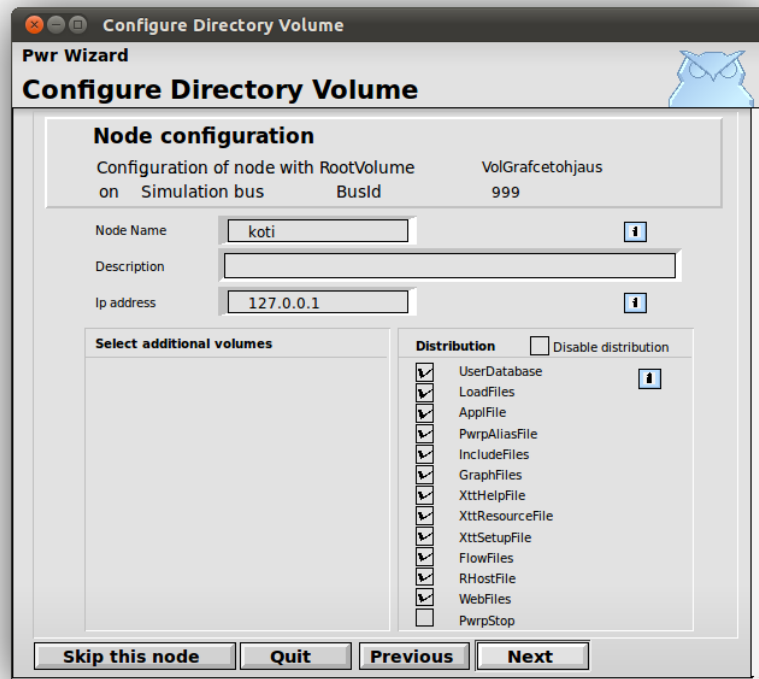 Configure Directory Volume
Pwr Wizard
Configure Directory Volume
Node configuration
Configuration of node with RootVolume VolGrafcetohjaus
on Simulation bus BusId 999
Node Name koti
Description
Ip address 127.0.0.1
Select additional volumes
Distribution Disable distribution
UserDatabase
LoadFiles
ApplFile
PwrpAliasFile
IncludeFiles
GraphFiles
XttHelpFile
XttResourceFile
XttSetupFile
FlowFiles
RHostFile
WebFiles
PwrpStop
Skip this node Quit Previous Next